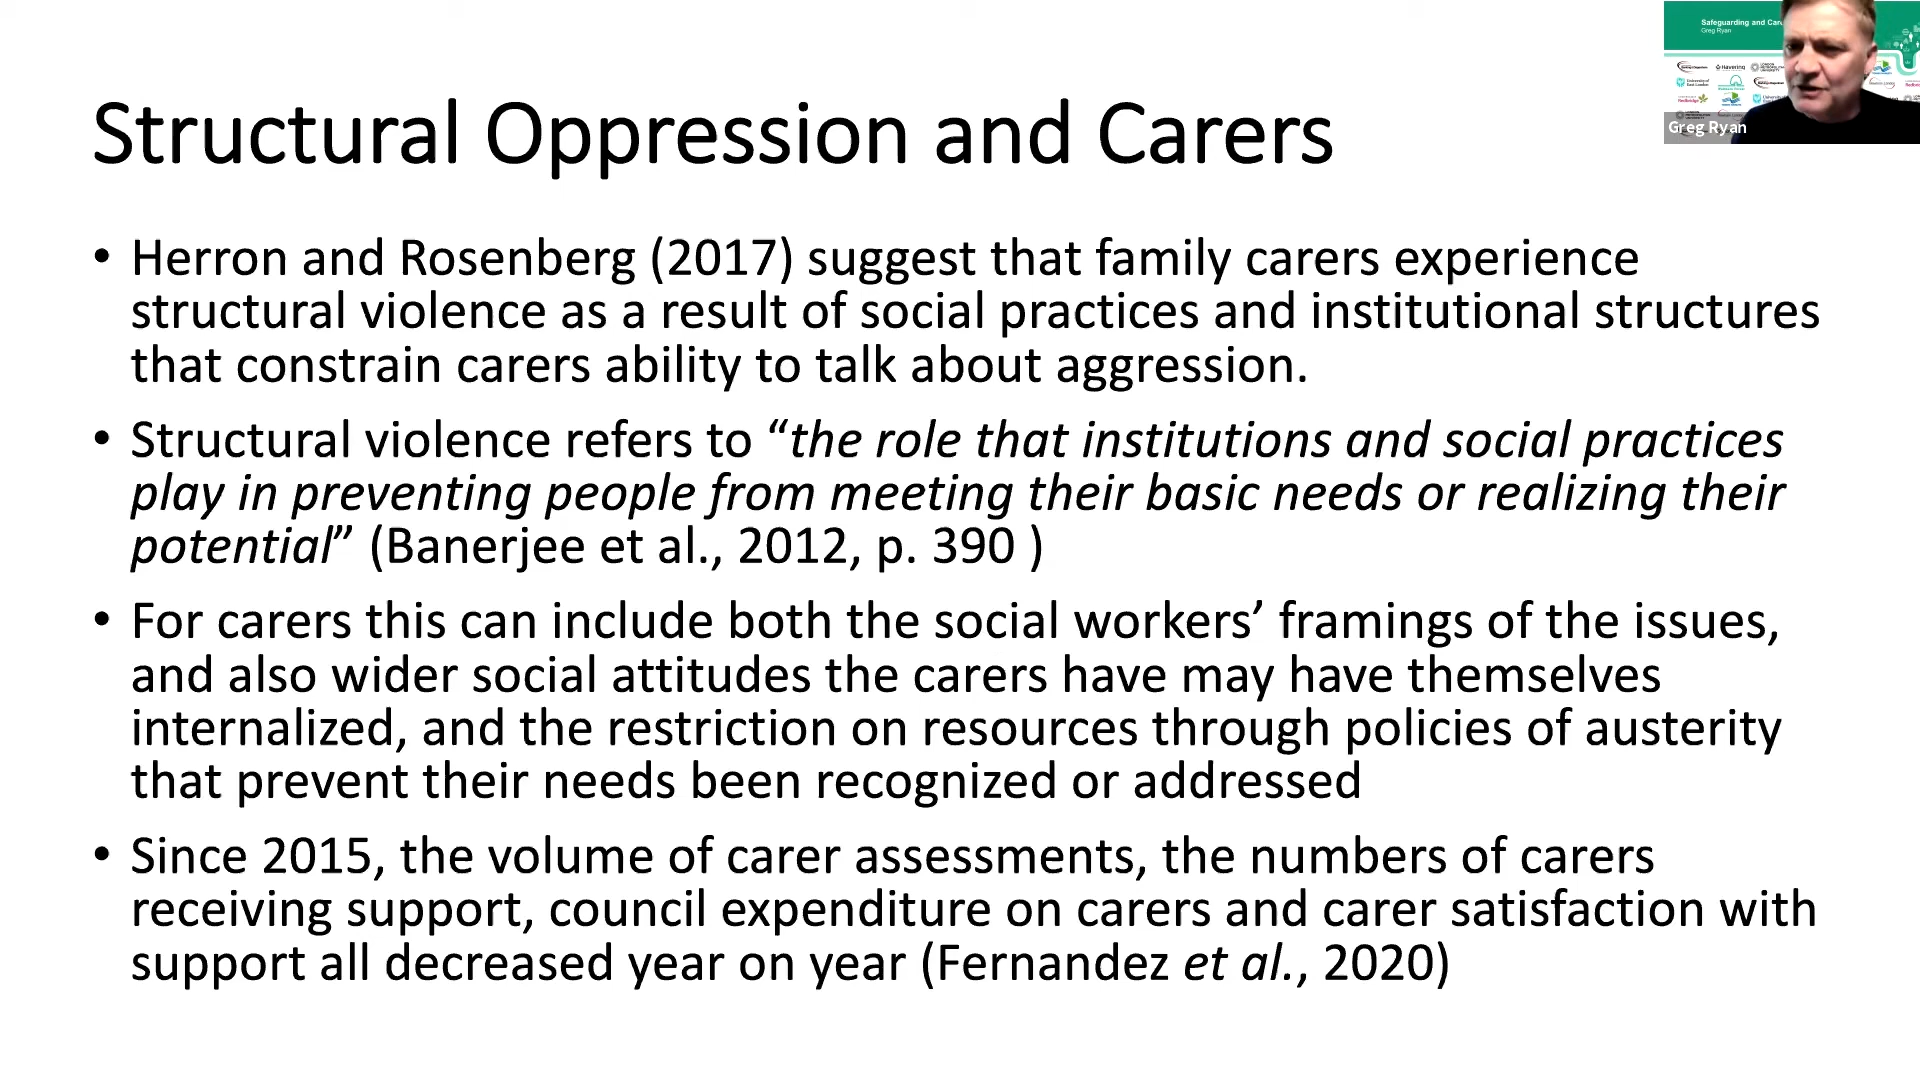 Safeguarding and
Greg Ryan
Havering
University of
East London
Redbridge
Greg Ryan
Structural Oppression and Carers
• Herron and Rosenberg (2017) suggest that family carers experience
structural violence as a result of social practices and institutional structures
that constrain carers ability to talk about aggression.
• Structural violence refers to “the role that institutions and social practices
play in preventing people from meeting their basic needs or realizing their
potential” (Banerjee et al., 2012, p. 390 )
• For carers this can include both the social workers’ framings of the issues,
and also wider social attitudes the carers have may have themselves
internalized, and the restriction on resources through policies of austerity
that prevent their needs been recognized or addressed
• Since 2015, the volume of carer assessments, the numbers of carers
receiving support, council expenditure on carers and carer satisfaction with
support all decreased year on year (Fernandez et al., 2020)